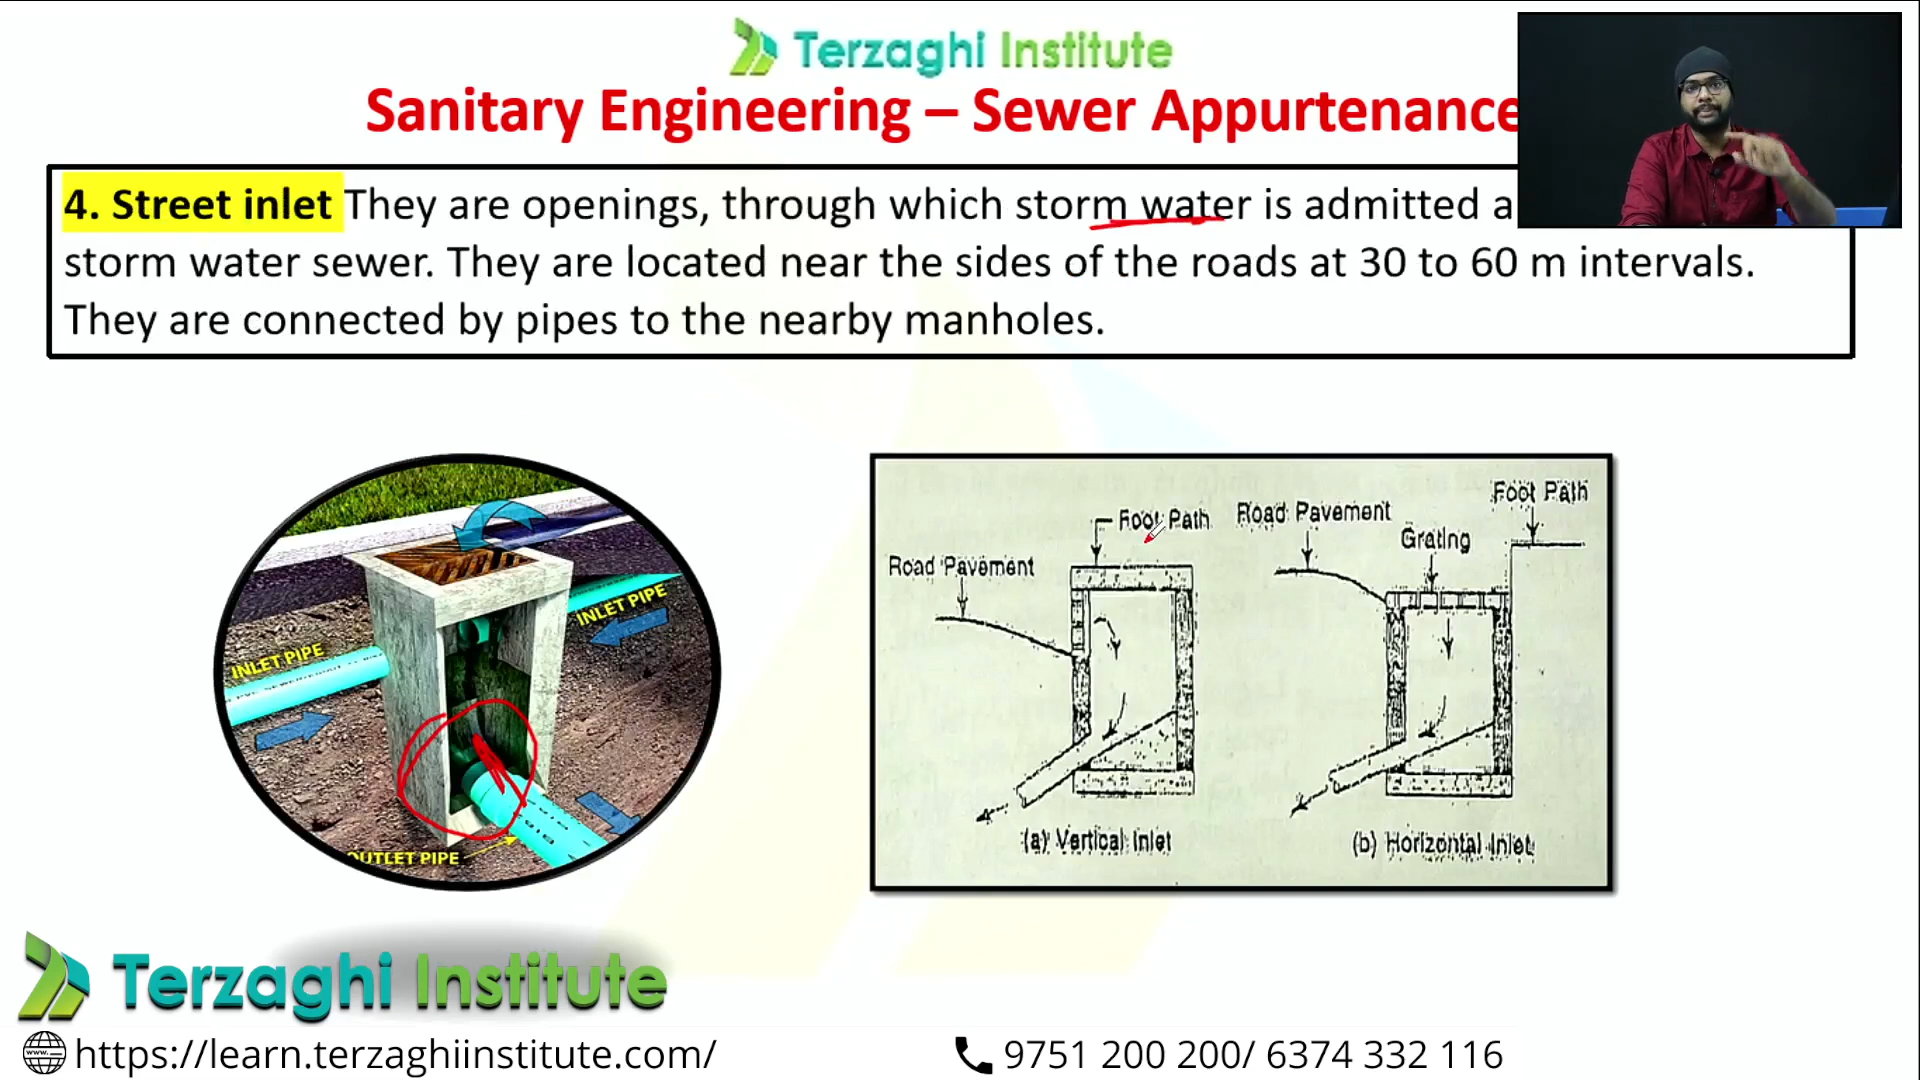 Terzaghi Institute
Sanitary Engineering – Sewer Appurtenance
4. Street inlet They are openings, through which storm water is admitted a
storm water sewer. They are located near the sides of the roads at 30 to 60 m intervals.
They are connected by pipes to the nearby manholes.
INLET PIPE
INLET PIPE
OUTLET PIPE
Foot Path
Road Pavement
(a) Vertical Inlet
Road Pavement
Foot Path
Grating
(b) Horizontal Inlet
Terzaghi Institute
https://learn.terzaghiinstitute.com/
9751 200 200/ 6374 332 116